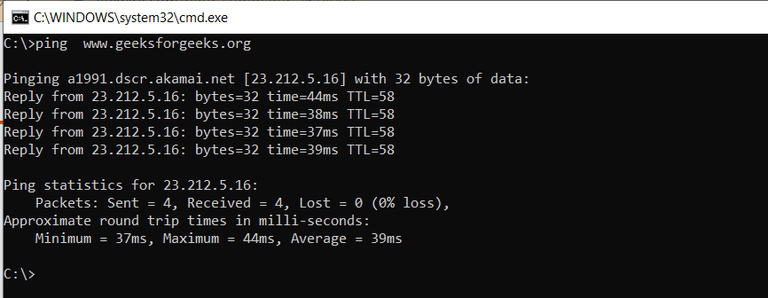 C:\WINDOWS\system32\cmd.exe
C:\>ping  www.geeksforgeeks.org
Pinging a1991.dscr.akamai.net [23.212.5.16] with 32 bytes of data:
Reply from 23.212.5.16: bytes=32 time=44ms TTL=58
Reply from 23.212.5.16: bytes=32 time=38ms TTL=58
Reply from 23.212.5.16: bytes=32 time=37ms TTL=58
Reply from 23.212.5.16: bytes=32 time=39ms TTL=58
Ping statistics for 23.212.5.16:
    Packets: Sent = 4, Received = 4, Lost = 0 (0% loss),
Approximate round trip times in milli-seconds:
    Minimum = 37ms, Maximum = 44ms, Average = 39ms
C:\>